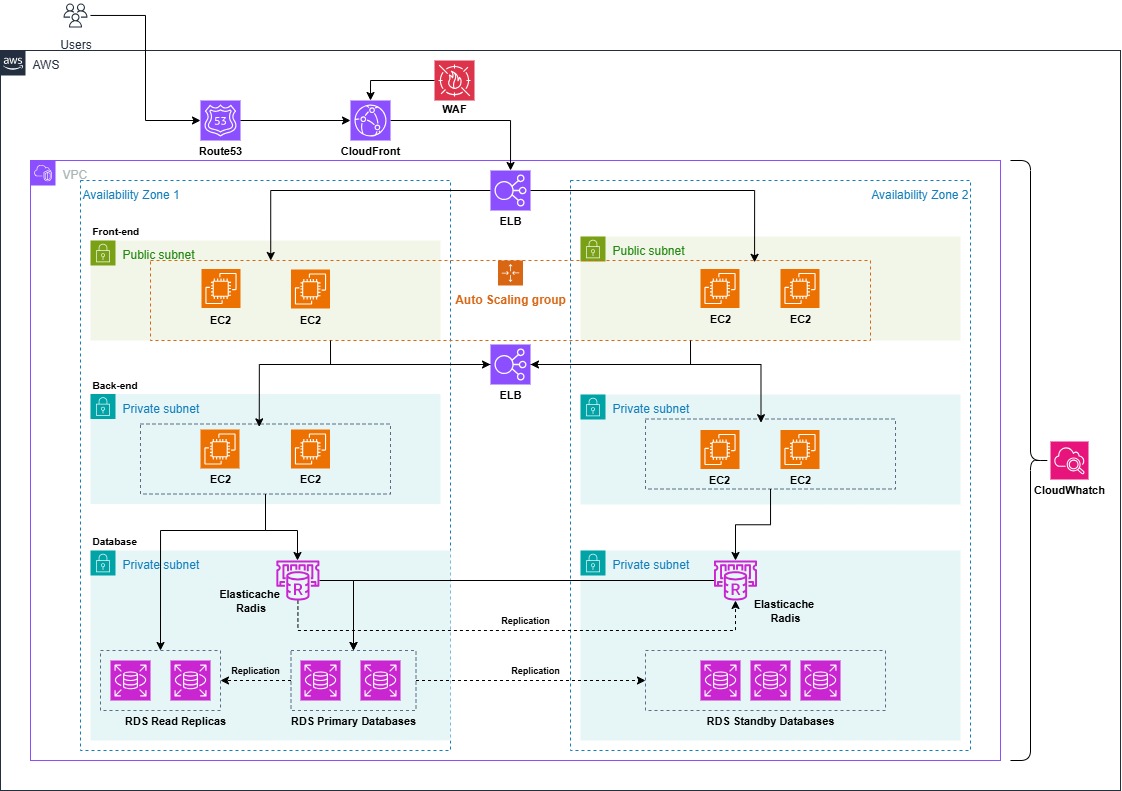 Users
aws
AWS
WAF
53
Route53
CloudFront
VPC
Availability Zone 1
Availability Zone 2
ELB
Front-end
Public subnet
Public subnet
EC2
EC2
Auto Scaling group
EC2
EC2
ELB
Back-end
Private subnet
Private subnet
EC2
EC2
EC2
EC2
CloudWhatch
Database
Private subnet
Private subnet
R
Elasticache
Radis
R
Elasticache
Radis
Replication
Replication
Replication
RDS Read Replicas
RDS Primary Databases
RDS Standby Databases